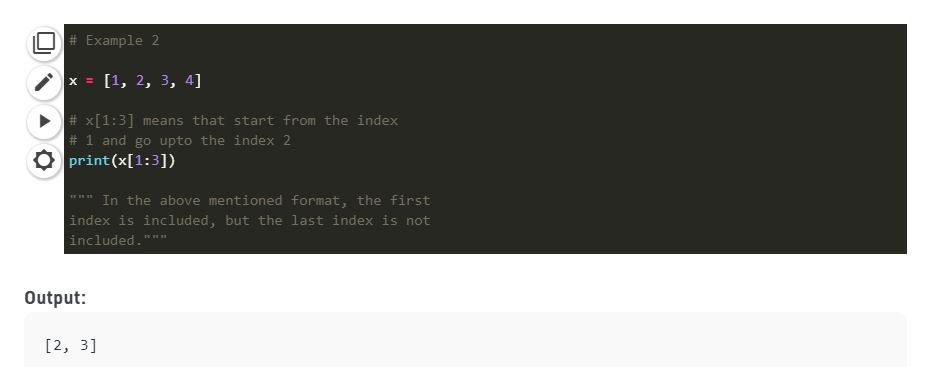 # Example 2
x = [1, 2, 3, 4]
# x[1:3] means that start from the index
# 1 and go upto the index 2
print(x[1:3])
""" In the above mentioned format, the first
index is included, but the last index is not
included."""
Output:
[2, 3]